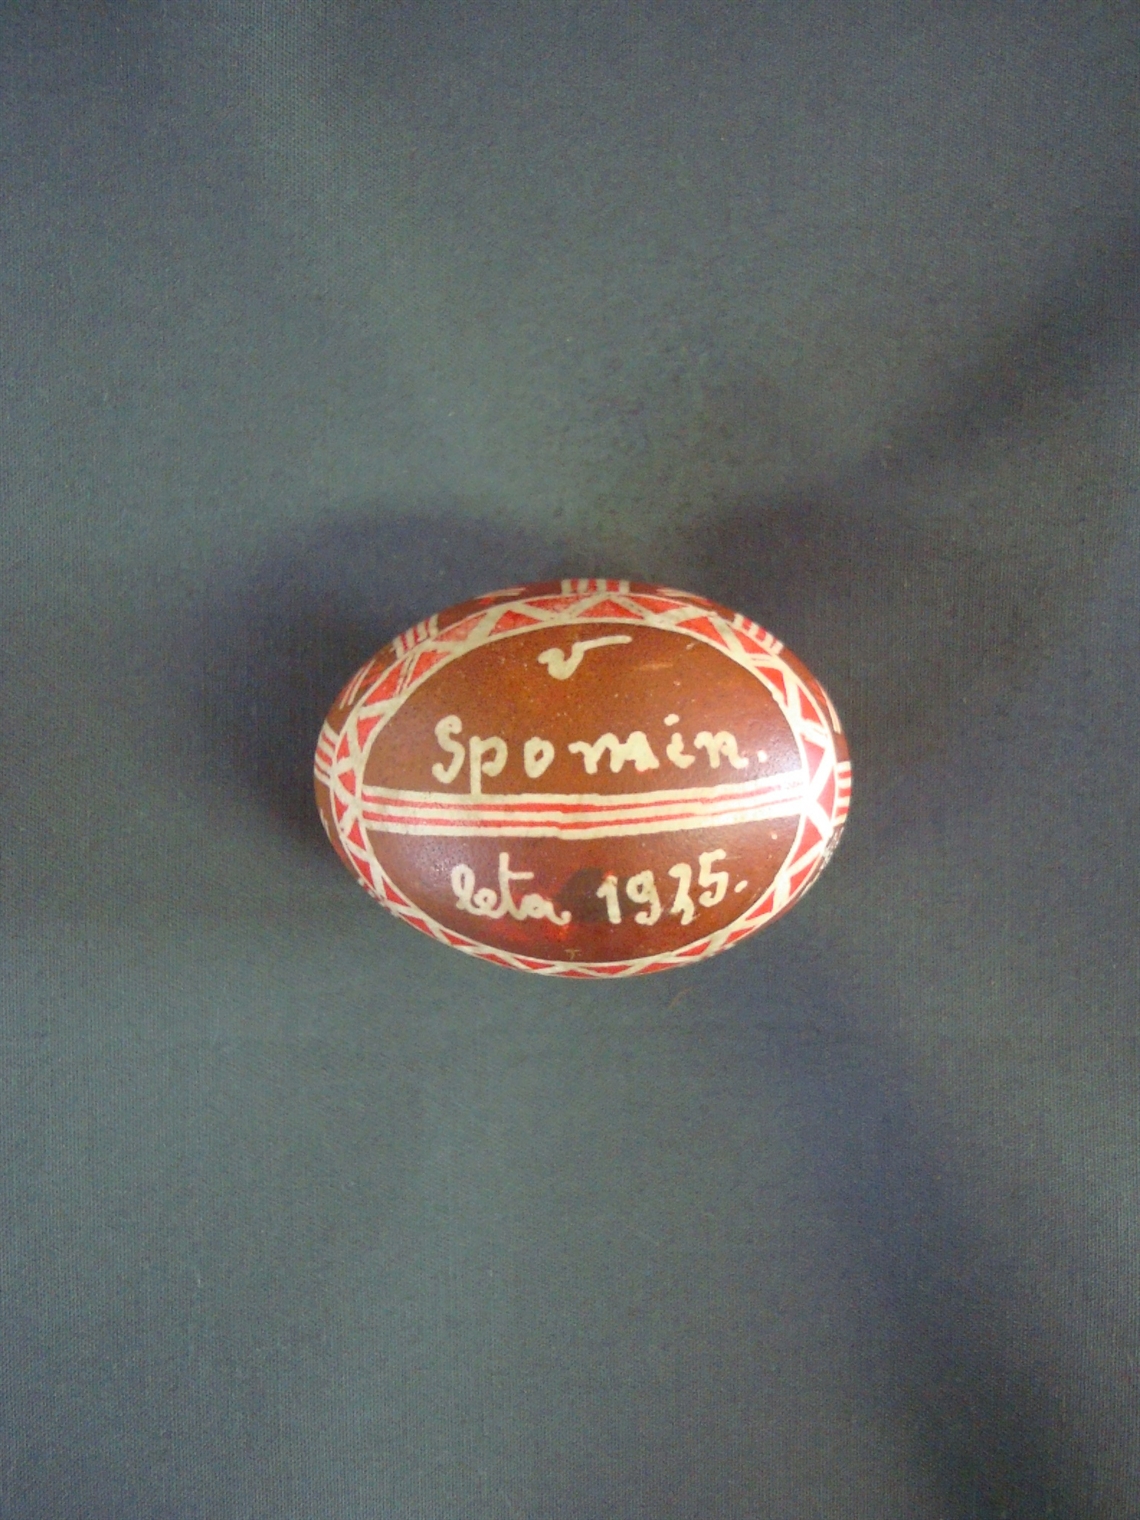 v
Spomin.
leta 1935.